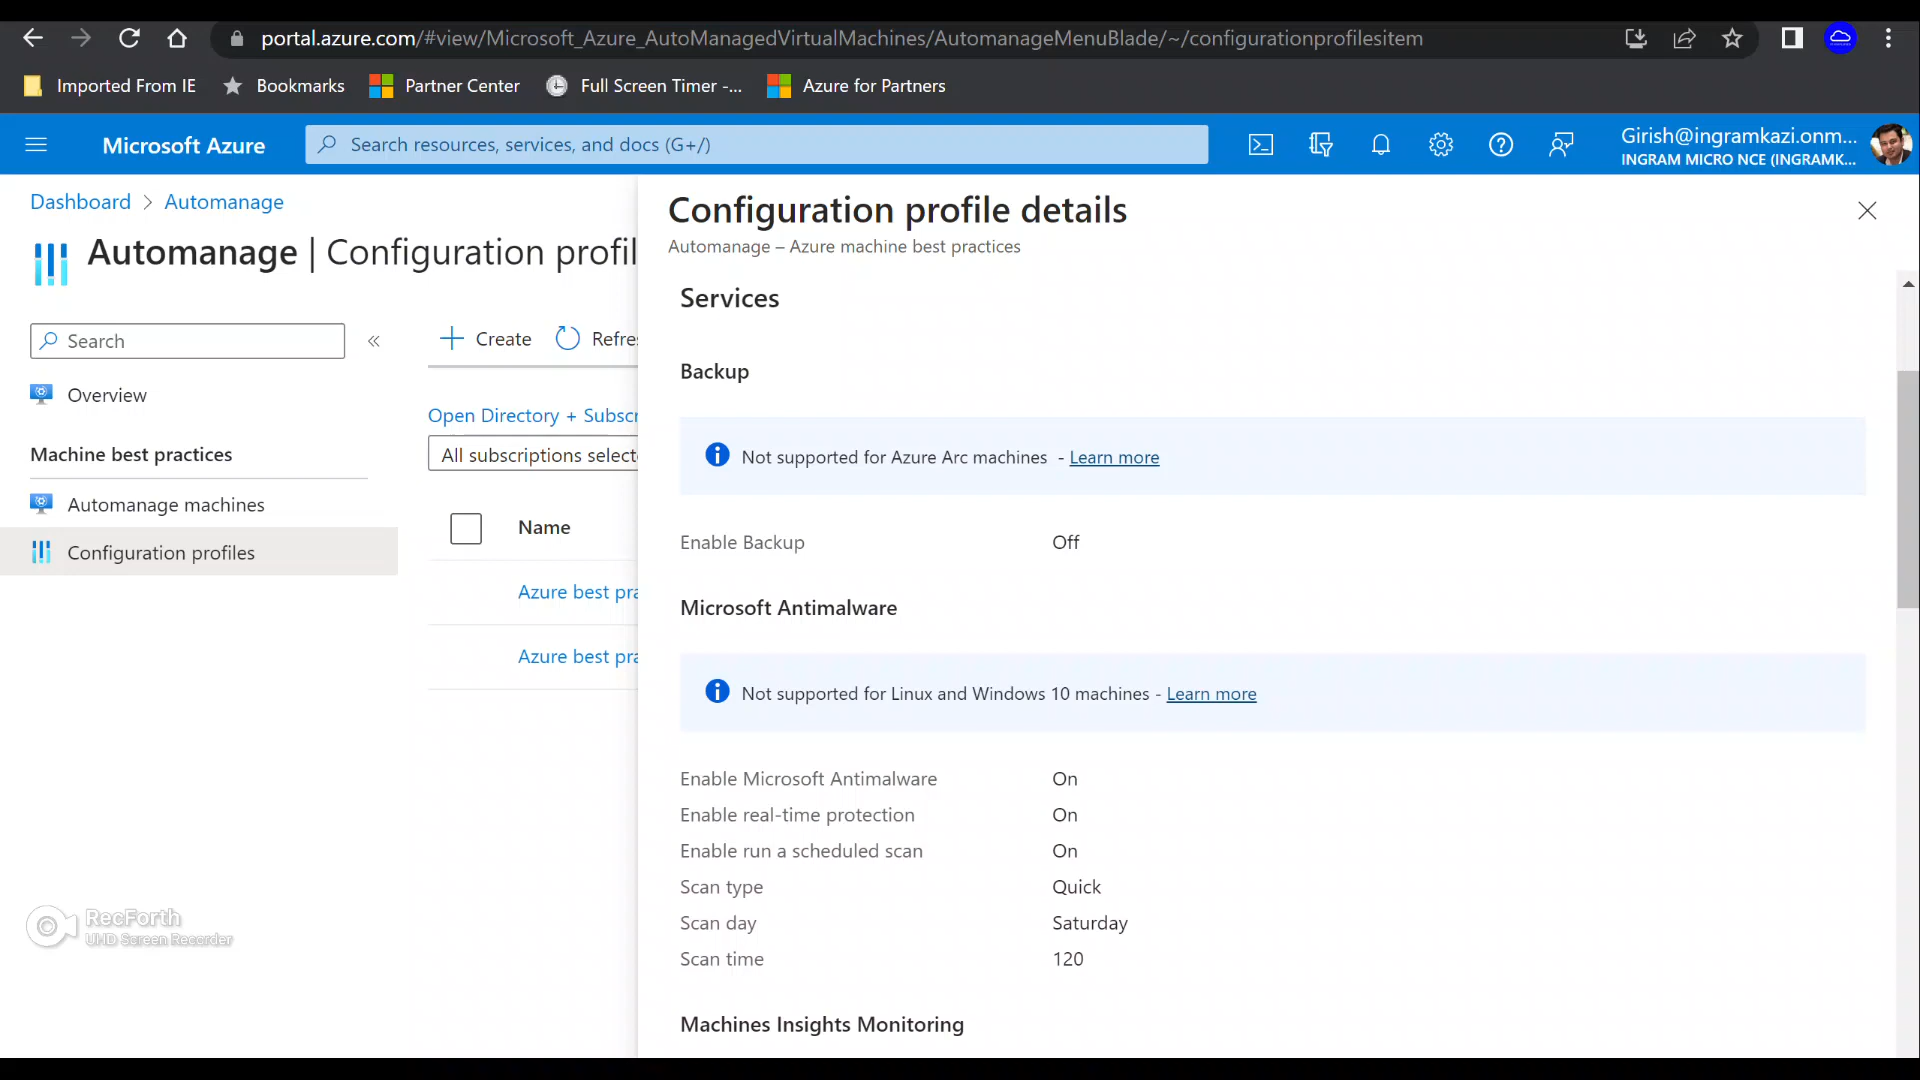 portal.azure.com/#view/Microsoft_Azure_AutoManagedVirtualMachines/AutomanageMenuBlade/~/configurationprofilesitem
Imported From IE
Bookmarks
Partner Center
Full Screen Timer -...
Azure for Partners
Microsoft Azure
Search resources, services, and docs (G+/)
Girish@ingramkazi.onm...
INGRAM MICRO NCE (INGRAMK...
Dashboard > Automanage
Automanage | Configuration profil
Search
Overview
Machine best practices
Automanage machines
Configuration profiles
Create
Refre
Open Directory + Subscr
All subscriptions selecte
Name
Azure best pra
Azure best pra
Configuration profile details
Automanage – Azure machine best practices
Services
Backup
Not supported for Azure Arc machines - Learn more
Enable Backup Off
Microsoft Antimalware
Not supported for Linux and Windows 10 machines - Learn more
Enable Microsoft Antimalware On
Enable real-time protection On
Enable run a scheduled scan On
Scan type Quick
Scan day Saturday
Scan time 120
Machines Insights Monitoring
RecForth
UHD Screen Recorder